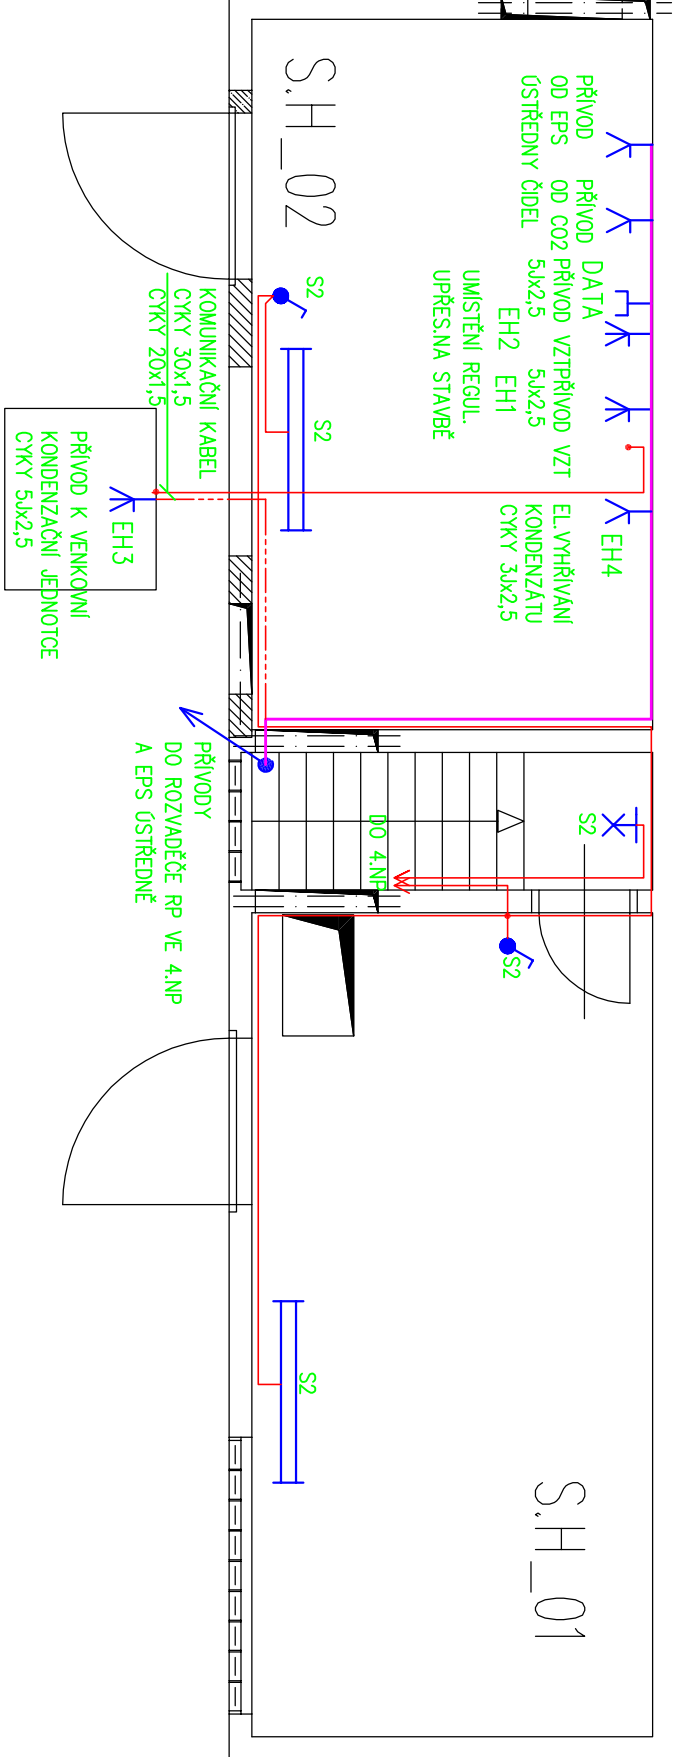 S.H_02
PŘÍVOD
OD EPS
ÚSTŘEDNY
PŘÍVOD
OD CO2
ČIDEL
DATA
PŘÍVOD VZT
5Jx2,5
EH2
PŘÍVOD VZT
5Jx2,5
EH1
UMÍSTĚNÍ REGUL.
UPŘES.NA STAVBĚ
EH4
EL.VYHŘÍVÁNÍ
KONDENZÁTU
CYKY 3Jx2,5
S2
S2
KOMUNIKAČNÍ KABEL
CYKY 30x1,5
CYKY 20x1,5
EH3
PŘÍVOD K VENKOVNÍ
KONDENZAČNÍ JEDNOTCE
CYKY 5Jx2,5
PŘÍVODY
DO ROZVADĚČE RP VE 4.NP
A EPS ÚSTŘEDNĚ
S2
DO 4.NP
S2
S2
S.H_01